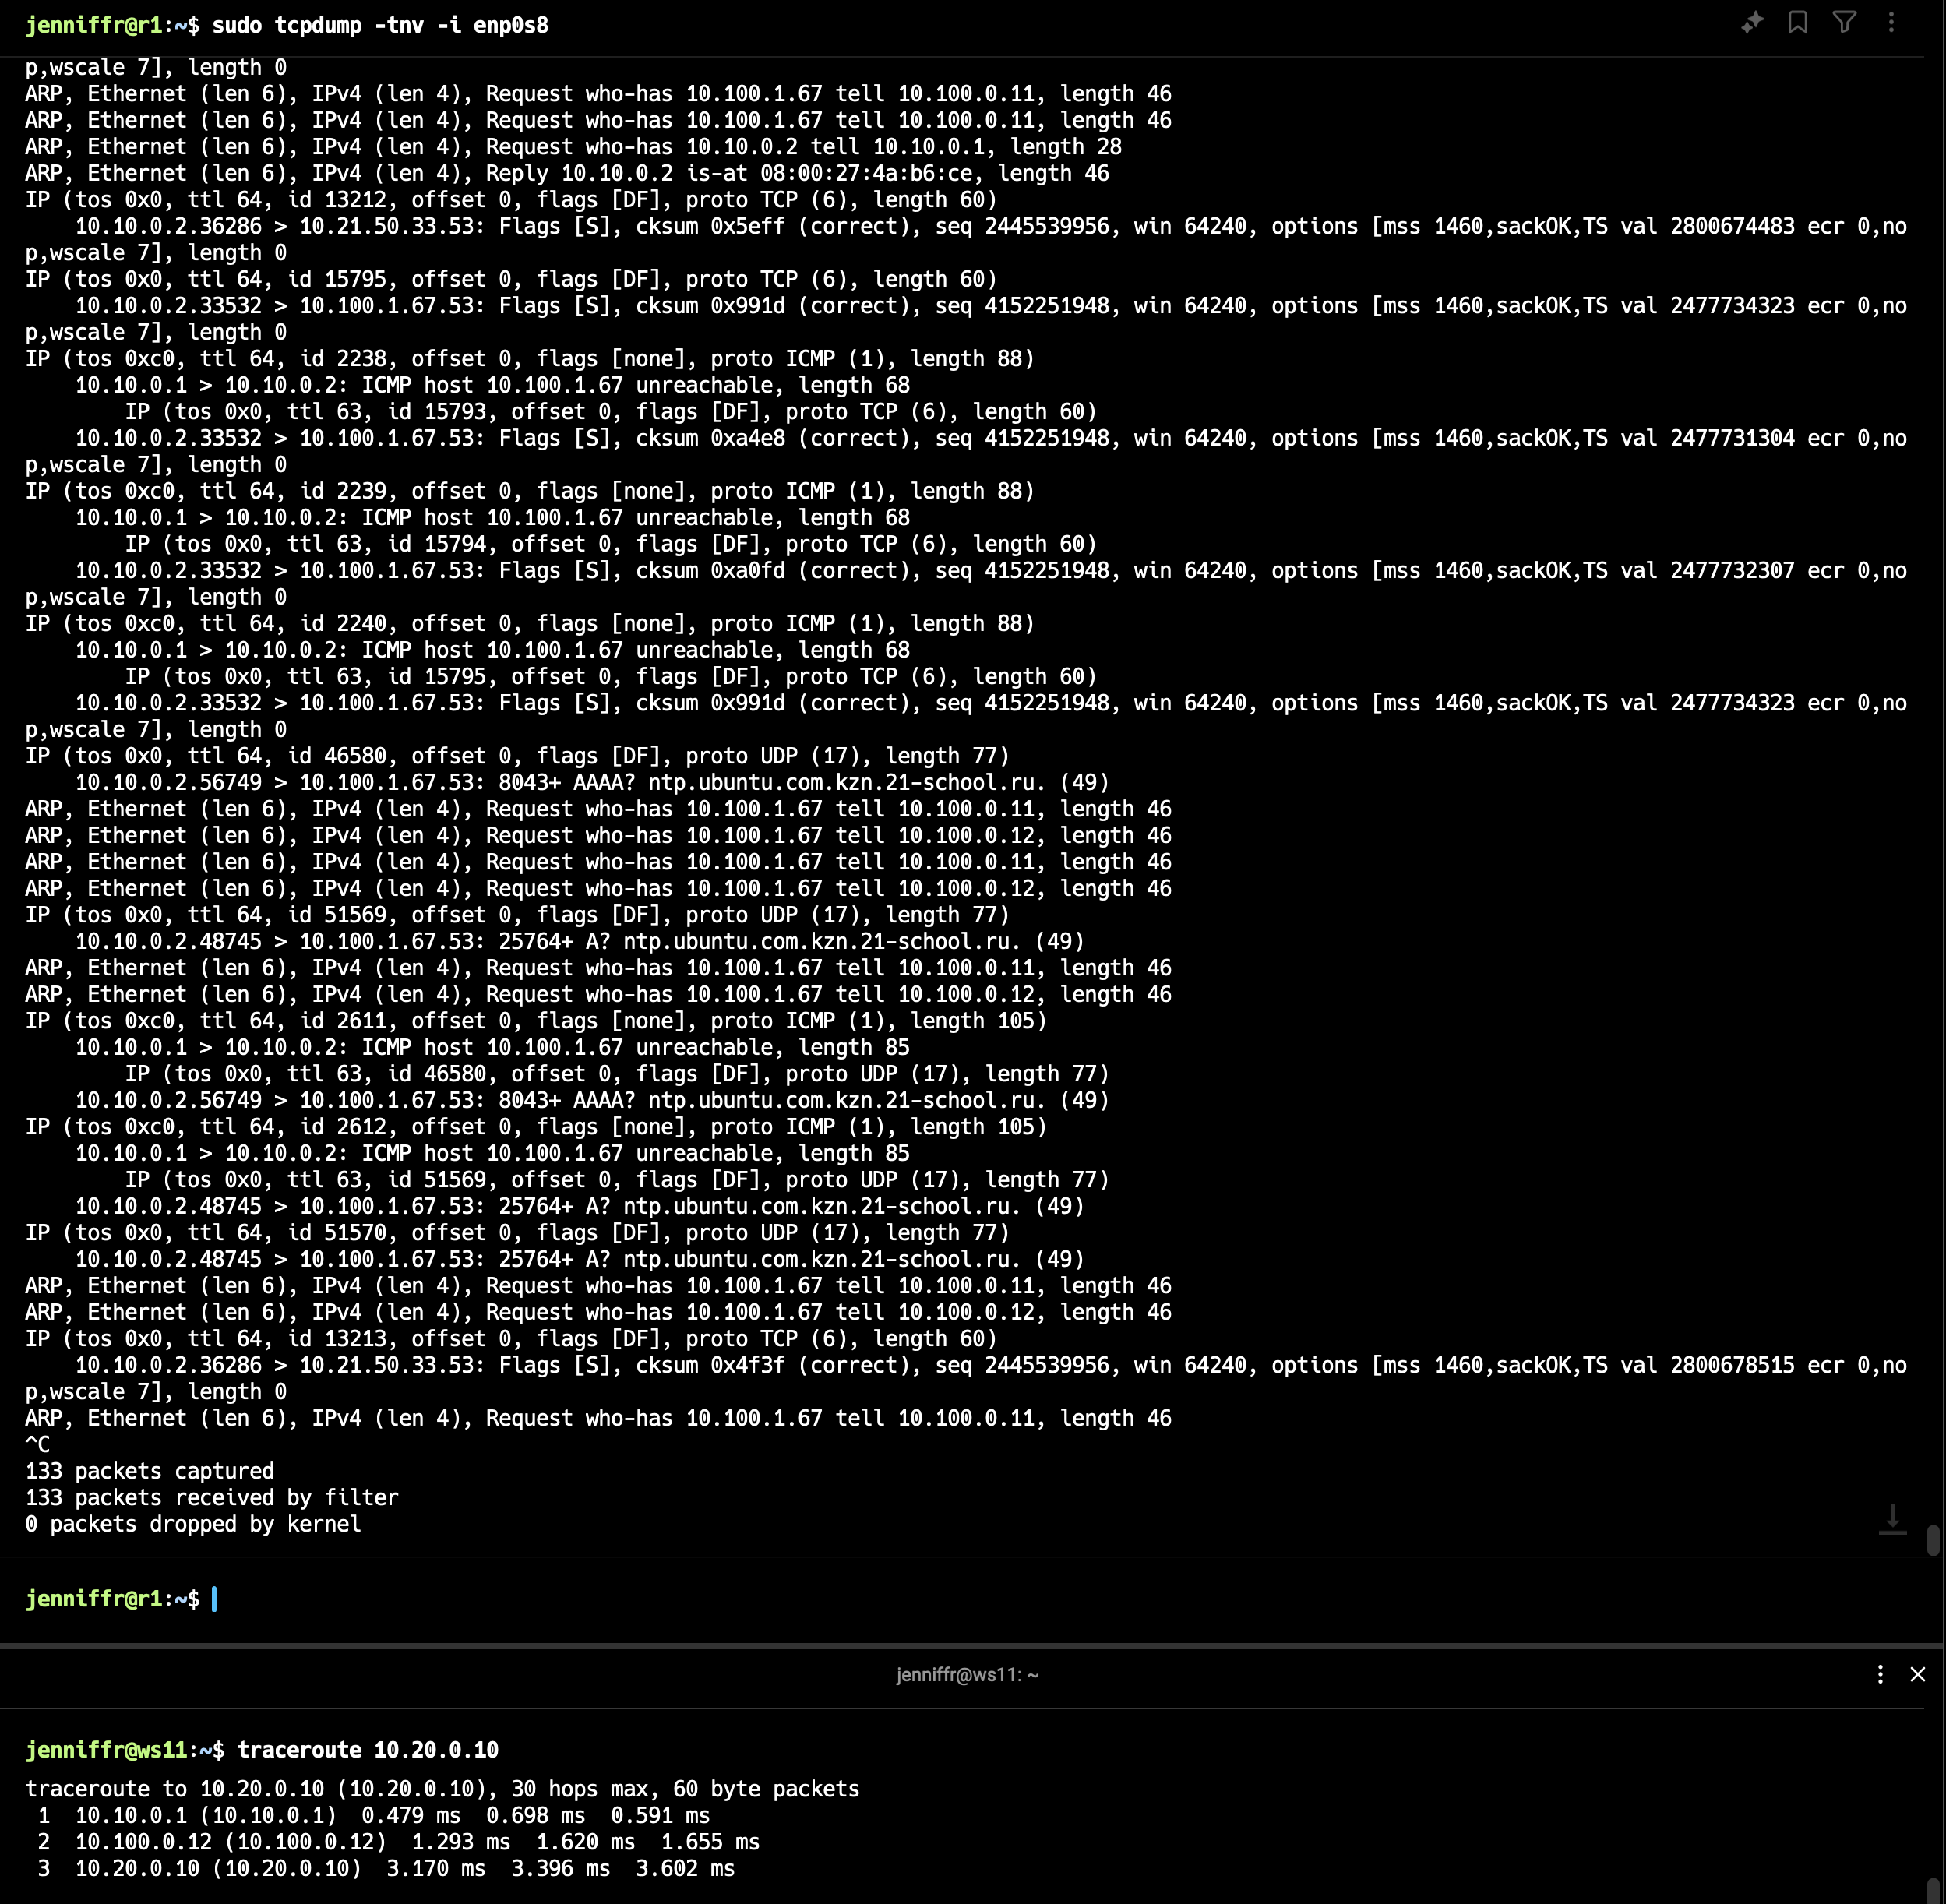 jenniffr@r1:~$ sudo tcpdump -tnv -i enp0s8
p,wscale 7], length 0
ARP, Ethernet (len 6), IPv4 (len 4), Request who-has 10.100.1.67 tell 10.100.0.11, length 46
ARP, Ethernet (len 6), IPv4 (len 4), Request who-has 10.100.1.67 tell 10.100.0.11, length 46
ARP, Ethernet (len 6), IPv4 (len 4), Request who-has 10.10.0.2 tell 10.10.0.1, length 28
ARP, Ethernet (len 6), IPv4 (len 4), Reply 10.10.0.2 is-at 08:00:27:4a:b6:ce, length 46
IP (tos 0x0, ttl 64, id 13212, offset 0, flags [DF], proto TCP (6), length 60)
    10.10.0.2.36286 > 10.21.50.33.53: Flags [S], cksum 0x5eff (correct), seq 2445539956, win 64240, options [mss 1460,sackOK,TS val 2800674483 ecr 0,no
p,wscale 7], length 0
IP (tos 0x0, ttl 64, id 15795, offset 0, flags [DF], proto TCP (6), length 60)
    10.10.0.2.33532 > 10.100.1.67.53: Flags [S], cksum 0x991d (correct), seq 4152251948, win 64240, options [mss 1460,sackOK,TS val 2477734323 ecr 0,no
p,wscale 7], length 0
IP (tos 0xc0, ttl 64, id 2238, offset 0, flags [none], proto ICMP (1), length 88)
    10.10.0.1 > 10.10.0.2: ICMP host 10.100.1.67 unreachable, length 68
        IP (tos 0x0, ttl 63, id 15793, offset 0, flags [DF], proto TCP (6), length 60)
    10.10.0.2.33532 > 10.100.1.67.53: Flags [S], cksum 0xa4e8 (correct), seq 4152251948, win 64240, options [mss 1460,sackOK,TS val 2477731304 ecr 0,no
p,wscale 7], length 0
IP (tos 0xc0, ttl 64, id 2239, offset 0, flags [none], proto ICMP (1), length 88)
    10.10.0.1 > 10.10.0.2: ICMP host 10.100.1.67 unreachable, length 68
        IP (tos 0x0, ttl 63, id 15794, offset 0, flags [DF], proto TCP (6), length 60)
    10.10.0.2.33532 > 10.100.1.67.53: Flags [S], cksum 0xa0fd (correct), seq 4152251948, win 64240, options [mss 1460,sackOK,TS val 2477732307 ecr 0,no
p,wscale 7], length 0
IP (tos 0xc0, ttl 64, id 2240, offset 0, flags [none], proto ICMP (1), length 88)
    10.10.0.1 > 10.10.0.2: ICMP host 10.100.1.67 unreachable, length 68
        IP (tos 0x0, ttl 63, id 15795, offset 0, flags [DF], proto TCP (6), length 60)
    10.10.0.2.33532 > 10.100.1.67.53: Flags [S], cksum 0x991d (correct), seq 4152251948, win 64240, options [mss 1460,sackOK,TS val 2477734323 ecr 0,no
p,wscale 7], length 0
IP (tos 0x0, ttl 64, id 46580, offset 0, flags [DF], proto UDP (17), length 77)
    10.10.0.2.56749 > 10.100.1.67.53: 8043+ AAAA? ntp.ubuntu.com.kzn.21-school.ru. (49)
ARP, Ethernet (len 6), IPv4 (len 4), Request who-has 10.100.1.67 tell 10.100.0.11, length 46
ARP, Ethernet (len 6), IPv4 (len 4), Request who-has 10.100.1.67 tell 10.100.0.12, length 46
ARP, Ethernet (len 6), IPv4 (len 4), Request who-has 10.100.1.67 tell 10.100.0.11, length 46
ARP, Ethernet (len 6), IPv4 (len 4), Request who-has 10.100.1.67 tell 10.100.0.12, length 46
IP (tos 0x0, ttl 64, id 51569, offset 0, flags [DF], proto UDP (17), length 77)
    10.10.0.2.48745 > 10.100.1.67.53: 25764+ A? ntp.ubuntu.com.kzn.21-school.ru. (49)
ARP, Ethernet (len 6), IPv4 (len 4), Request who-has 10.100.1.67 tell 10.100.0.11, length 46
ARP, Ethernet (len 6), IPv4 (len 4), Request who-has 10.100.1.67 tell 10.100.0.12, length 46
IP (tos 0xc0, ttl 64, id 2611, offset 0, flags [none], proto ICMP (1), length 105)
    10.10.0.1 > 10.10.0.2: ICMP host 10.100.1.67 unreachable, length 85
        IP (tos 0x0, ttl 63, id 46580, offset 0, flags [DF], proto UDP (17), length 77)
    10.10.0.2.56749 > 10.100.1.67.53: 8043+ AAAA? ntp.ubuntu.com.kzn.21-school.ru. (49)
IP (tos 0xc0, ttl 64, id 2612, offset 0, flags [none], proto ICMP (1), length 105)
    10.10.0.1 > 10.10.0.2: ICMP host 10.100.1.67 unreachable, length 85
        IP (tos 0x0, ttl 63, id 51569, offset 0, flags [DF], proto UDP (17), length 77)
    10.10.0.2.48745 > 10.100.1.67.53: 25764+ A? ntp.ubuntu.com.kzn.21-school.ru. (49)
IP (tos 0x0, ttl 64, id 51570, offset 0, flags [DF], proto UDP (17), length 77)
    10.10.0.2.48745 > 10.100.1.67.53: 25764+ A? ntp.ubuntu.com.kzn.21-school.ru. (49)
ARP, Ethernet (len 6), IPv4 (len 4), Request who-has 10.100.1.67 tell 10.100.0.11, length 46
ARP, Ethernet (len 6), IPv4 (len 4), Request who-has 10.100.1.67 tell 10.100.0.12, length 46
IP (tos 0x0, ttl 64, id 13213, offset 0, flags [DF], proto TCP (6), length 60)
    10.10.0.2.36286 > 10.21.50.33.53: Flags [S], cksum 0x4f3f (correct), seq 2445539956, win 64240, options [mss 1460,sackOK,TS val 2800678515 ecr 0,no
p,wscale 7], length 0
ARP, Ethernet (len 6), IPv4 (len 4), Request who-has 10.100.1.67 tell 10.100.0.11, length 46
^C
133 packets captured
133 packets received by filter
0 packets dropped by kernel
jenniffr@r1:~$
jenniffr@ws11: ~
jenniffr@ws11:~$ traceroute 10.20.0.10
traceroute to 10.20.0.10 (10.20.0.10), 30 hops max, 60 byte packets
 1  10.10.0.1 (10.10.0.1)  0.479 ms  0.698 ms  0.591 ms
 2  10.100.0.12 (10.100.0.12)  1.293 ms  1.620 ms  1.655 ms
 3  10.20.0.10 (10.20.0.10)  3.170 ms  3.396 ms  3.602 ms